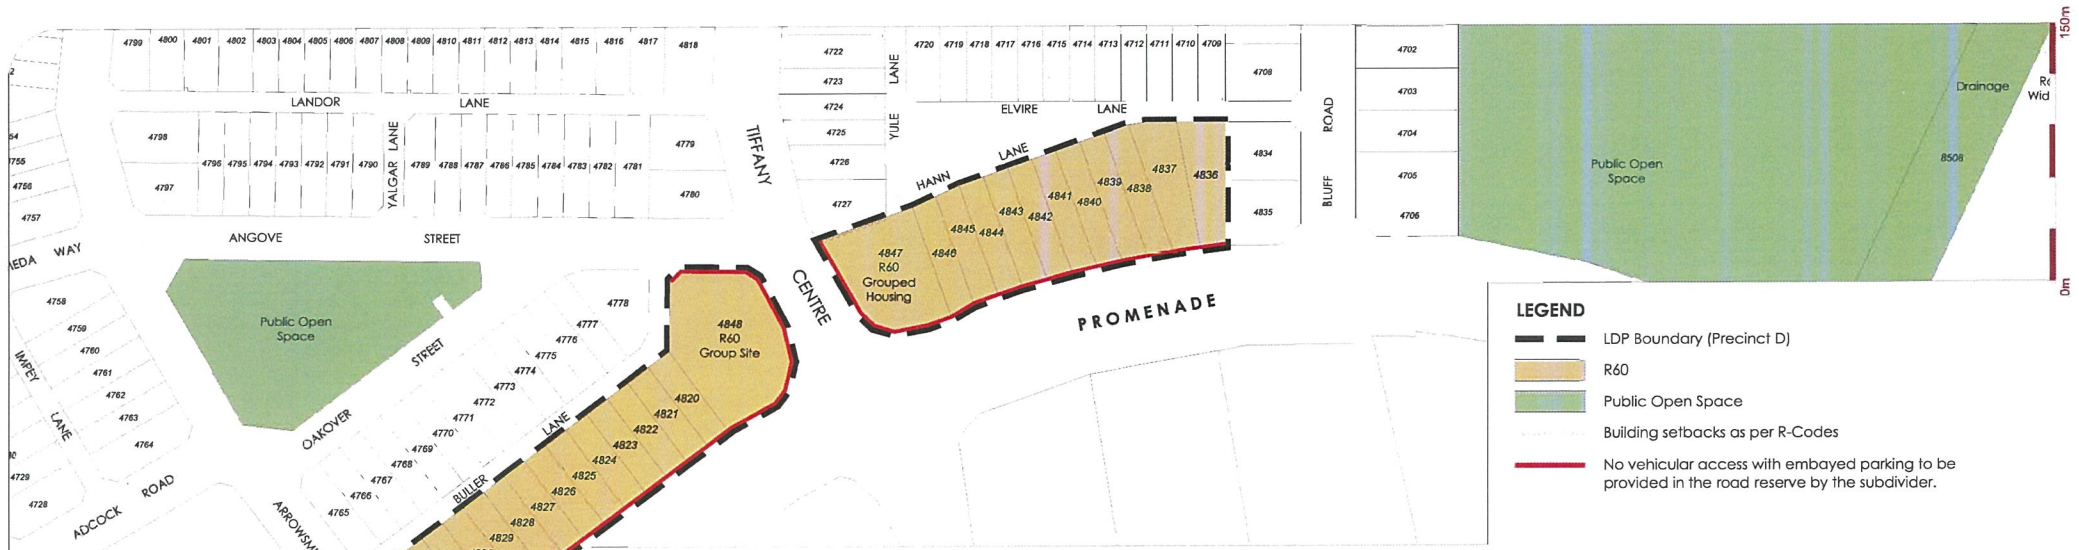 4799 4800 4801 4802 4803 4804 4805 4806 4807 4808 4809 4810 4811 4812 4813 4814 4815 4816 4817 4818
LANDOR LANE
4798
4797
4796 4795 4794 4793 4792 4791 4790
YALGAR LANE
4789 4788 4787 4786 4785 4784 4783 4782 4781
4779
4780
ANGOVE STREET
4757
4756
WAY
Public Open
Space
4758
4759
4760
4761
4762
4763
4764
IMPEY LANE
4729
4728
ADCOCK ROAD
OAKOVER STREET
4778
4777
4776
4775
4774
4773
4772
4771
4770
4769
4768
4767
4766
4765
BULLER LANE
4848
R60
Group Site
4820
4821
4822
4823
4824
4825
4826
4827
4828
4829
TIFFANY CENTRE
4722
4723
4724
4725
4726
4727
YULE LANE
4720 4719 4718 4717 4716 4715 4714 4713 4712 4711 4710 4709
4708
ELVIRE LANE
HANN LANE
4847
R60
Grouped
Housing
4846
4845
4844
4843
4842
4841
4840
4839
4838
4837
4836
4834
4835
BLUFF ROAD
PROMENADE
4702
4703
4704
4705
4706
Public Open
Space
Drainage
8508
150m
0m
Wid
LEGEND
LDP Boundary (Precinct D)
R60
Public Open Space
Building setbacks as per R-Codes
No vehicular access with embayed parking to be
provided in the road reserve by the subdivider.